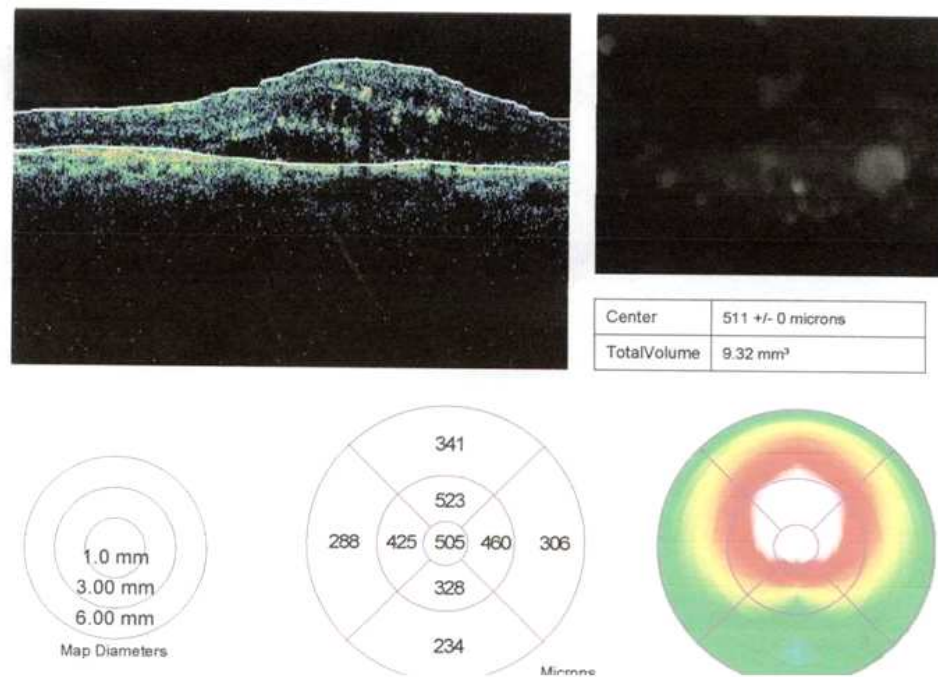 Center 511 +/- 0 microns
TotalVolume 9.32 mm³
1.0 mm
3.00 mm
6.00 mm
Map Diameters
341
523
288 425 505 460 306
328
234
Microns